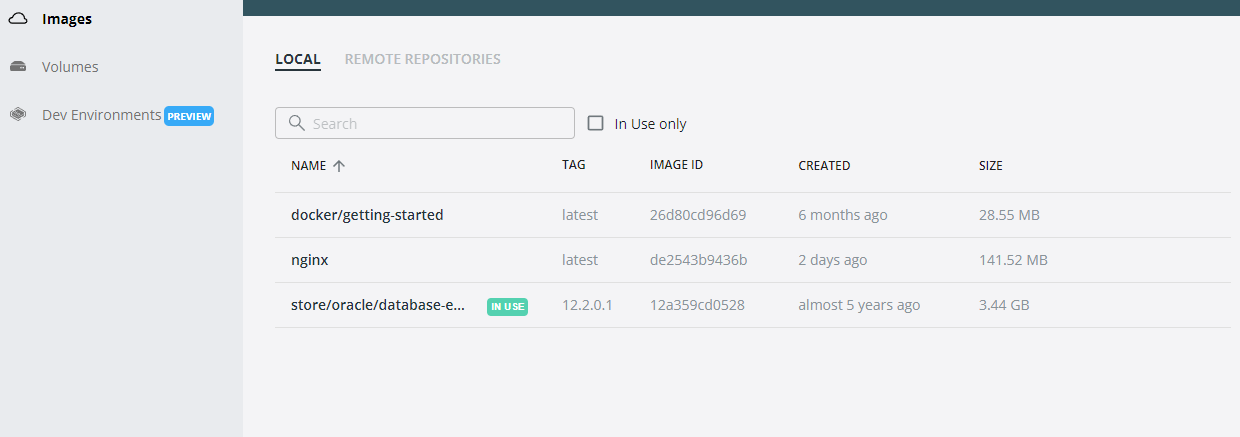 Images
Volumes
Dev Environments PREVIEW
LOCAL REMOTE REPOSITORIES
Search In Use only
NAME TAG IMAGE ID CREATED SIZE
docker/getting-started latest 26d80cd96d69 6 months ago 28.55 MB
nginx latest de2543b9436b 2 days ago 141.52 MB
store/oracle/database-e... IN USE 12.2.0.1 12a359cd0528 almost 5 years ago 3.44 GB